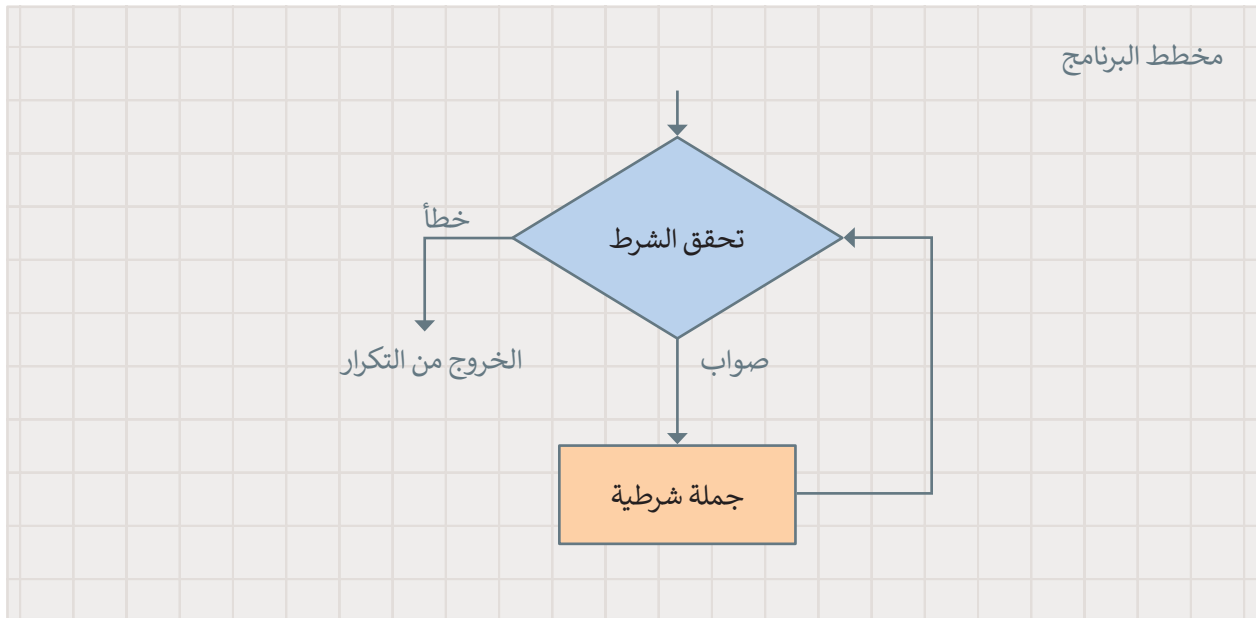 مخطط البرنامج
تحقق الشرط
خطأ
صواب
الخروج من التكرار
جملة شرطية